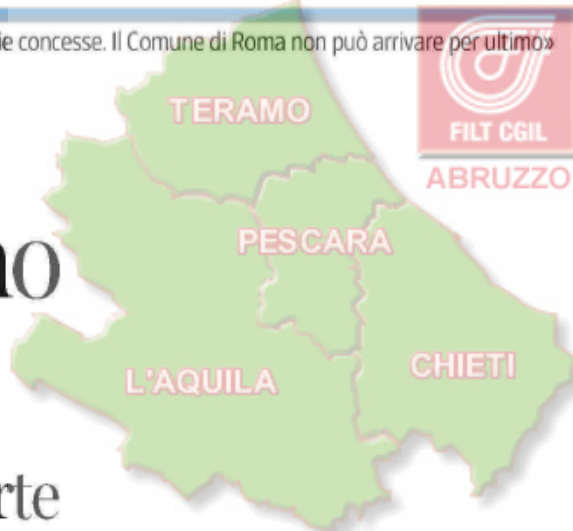 ie concesse. Il Comune di Roma non può arrivare per ultimo»
FILT CGIL
ABRUZZO
TERAMO
PESCARA
no
L'AQUILA
CHIETI
rte